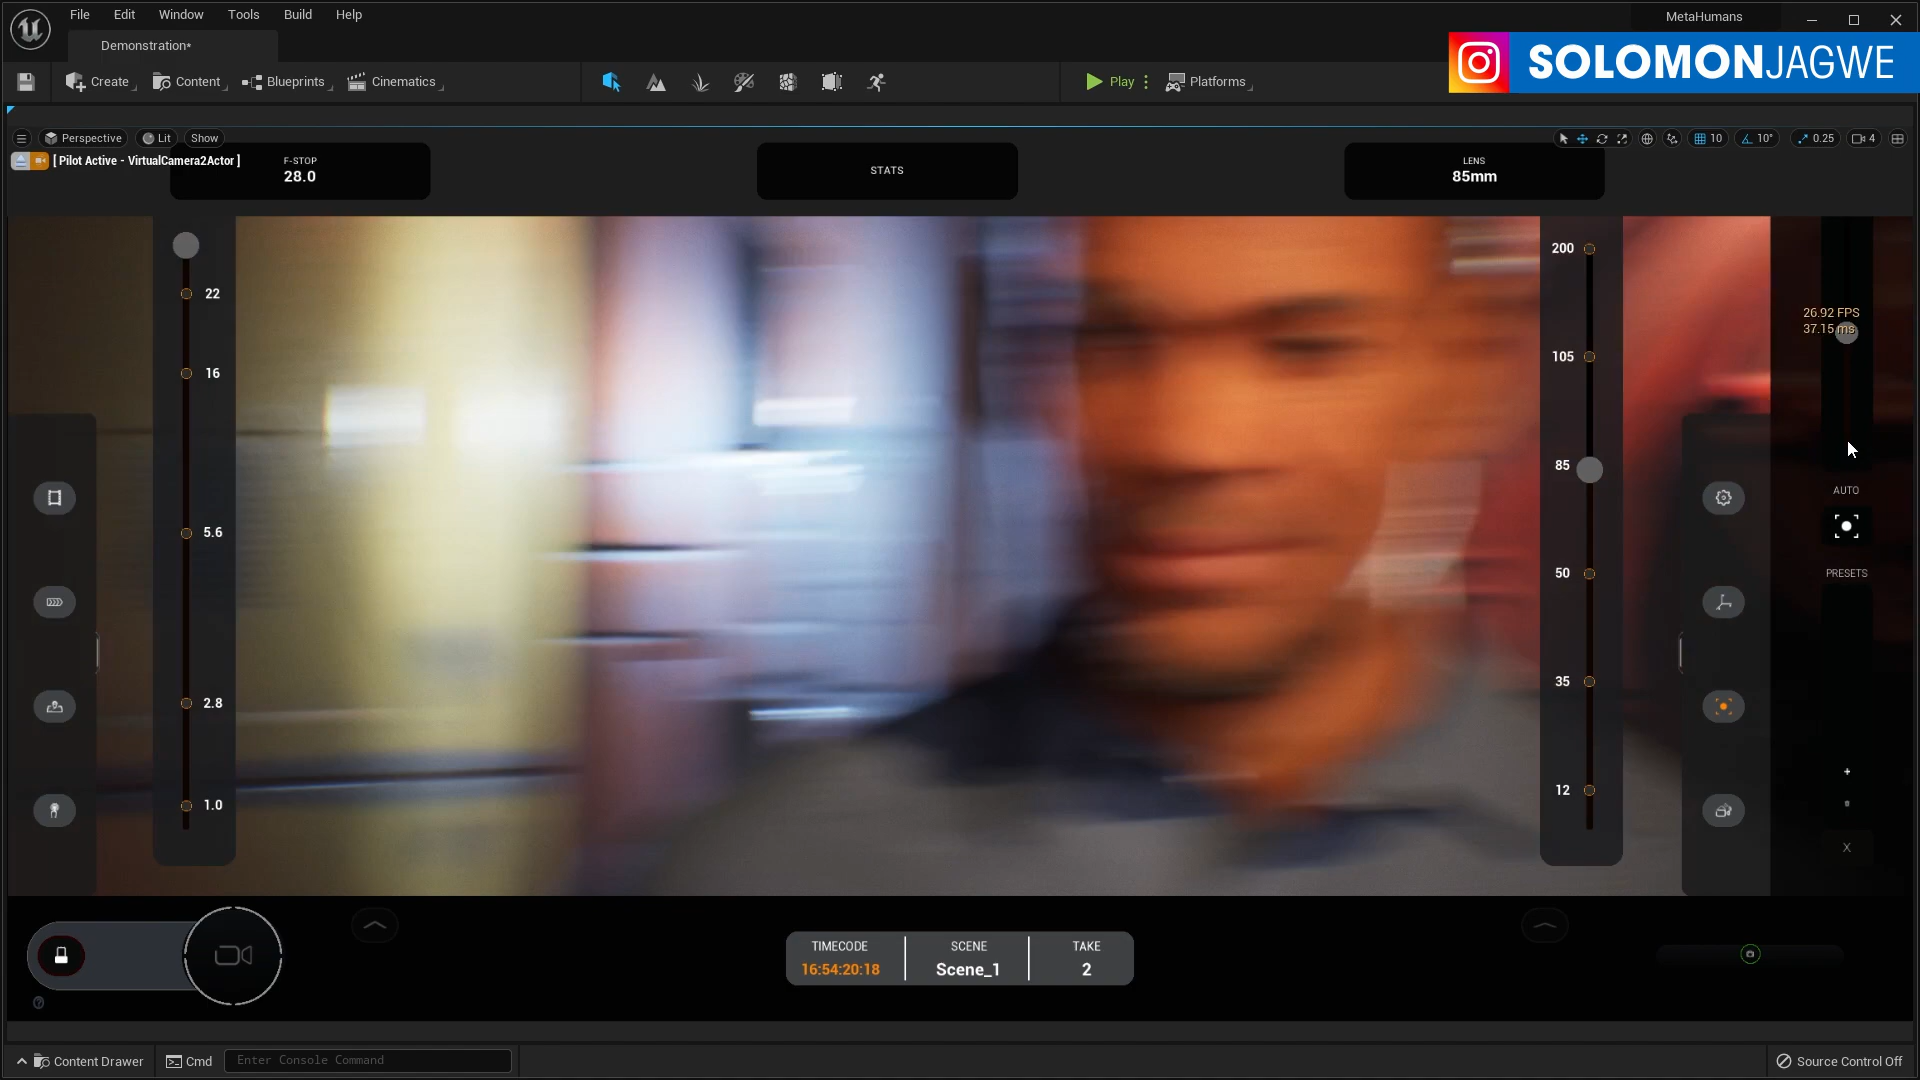 File Edit Window Tools Build Help
MetaHumans
Demonstration*
SOLOMONJAGWE
Create Content Blueprints Cinematics Play Platforms
Perspective Lit Show 10 10° 0.25 4
[ Pilot Active - VirtualCamera2Actor ]
F-STOP
28.0
STATS
LENS
85mm
22
16
5.6
2.8
1.0
200
105
85
50
35
12
26.92 FPS
37.15 ms
AUTO
PRESETS
+
X
TIMECODE SCENE TAKE
16:54:20:18 Scene_1 2
Content Drawer Cmd Enter Console Command Source Control Off